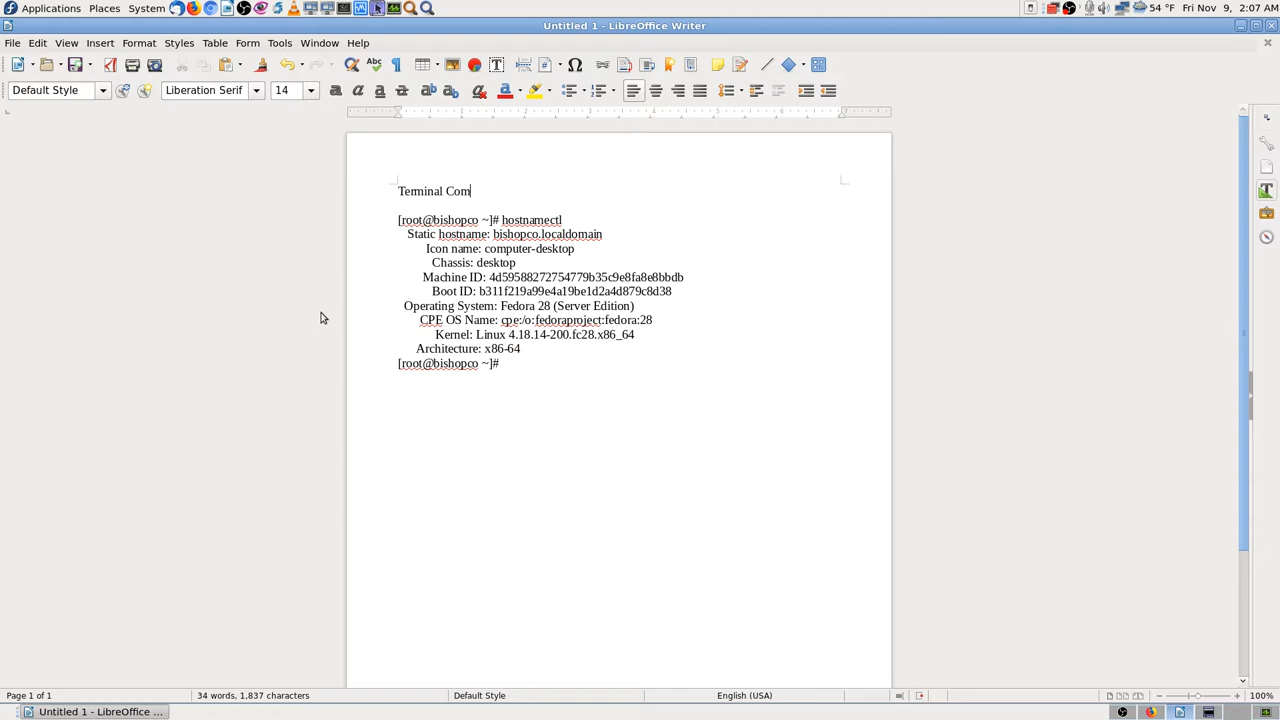 Applications Places System 54 °F Fri Nov 9, 2:07 AM
Untitled 1 - LibreOffice Writer
File Edit View Insert Format Styles Table Form Tools Window Help
Default Style Liberation Serif 14
Terminal Com
[root@bishopco ~]# hostnamectl
Static hostname: bishopco.localdomain
Icon name: computer-desktop
Chassis: desktop
Machine ID: 4d59588272754779b35c9e8fa8e8bbdb
Boot ID: b311f219a99e4a19be1d2a4d879c8d38
Operating System: Fedora 28 (Server Edition)
CPE OS Name: cpe:/o:fedoraproject:fedora:28
Kernel: Linux 4.18.14-200.fc28.x86_64
Architecture: x86-64
[root@bishopco ~]#
Page 1 of 1 34 words, 1,837 characters Default Style English (USA) 100%
Untitled 1 - LibreOffice ...